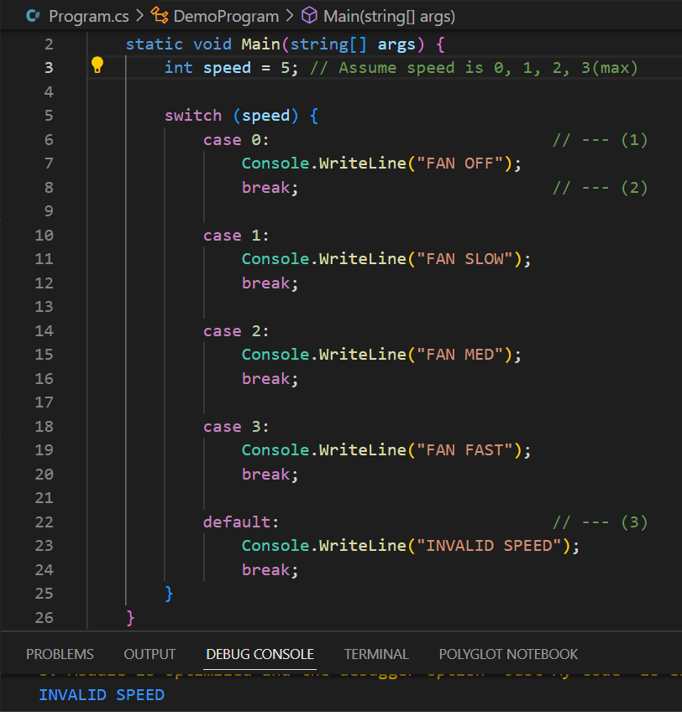 Program.cs > DemoProgram > Main(string[] args)
2 static void Main(string[] args) {
3 int speed = 5; // Assume speed is 0, 1, 2, 3(max)
4
5 switch (speed) {
6 case 0: // --- (1)
7 Console.WriteLine("FAN OFF");
8 break; // --- (2)
9
10 case 1:
11 Console.WriteLine("FAN SLOW");
12 break;
13
14 case 2:
15 Console.WriteLine("FAN MED");
16 break;
17
18 case 3:
19 Console.WriteLine("FAN FAST");
20 break;
21
22 default: // --- (3)
23 Console.WriteLine("INVALID SPEED");
24 break;
25 }
26 }
PROBLEMS OUTPUT DEBUG CONSOLE TERMINAL POLYGLOT NOTEBOOK
INVALID SPEED